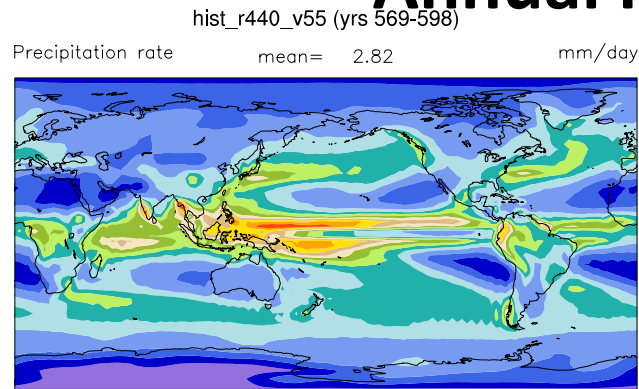 hist_r440_v55 (yrs 569-598)
Precipitation rate mean= 2.82 mm/day